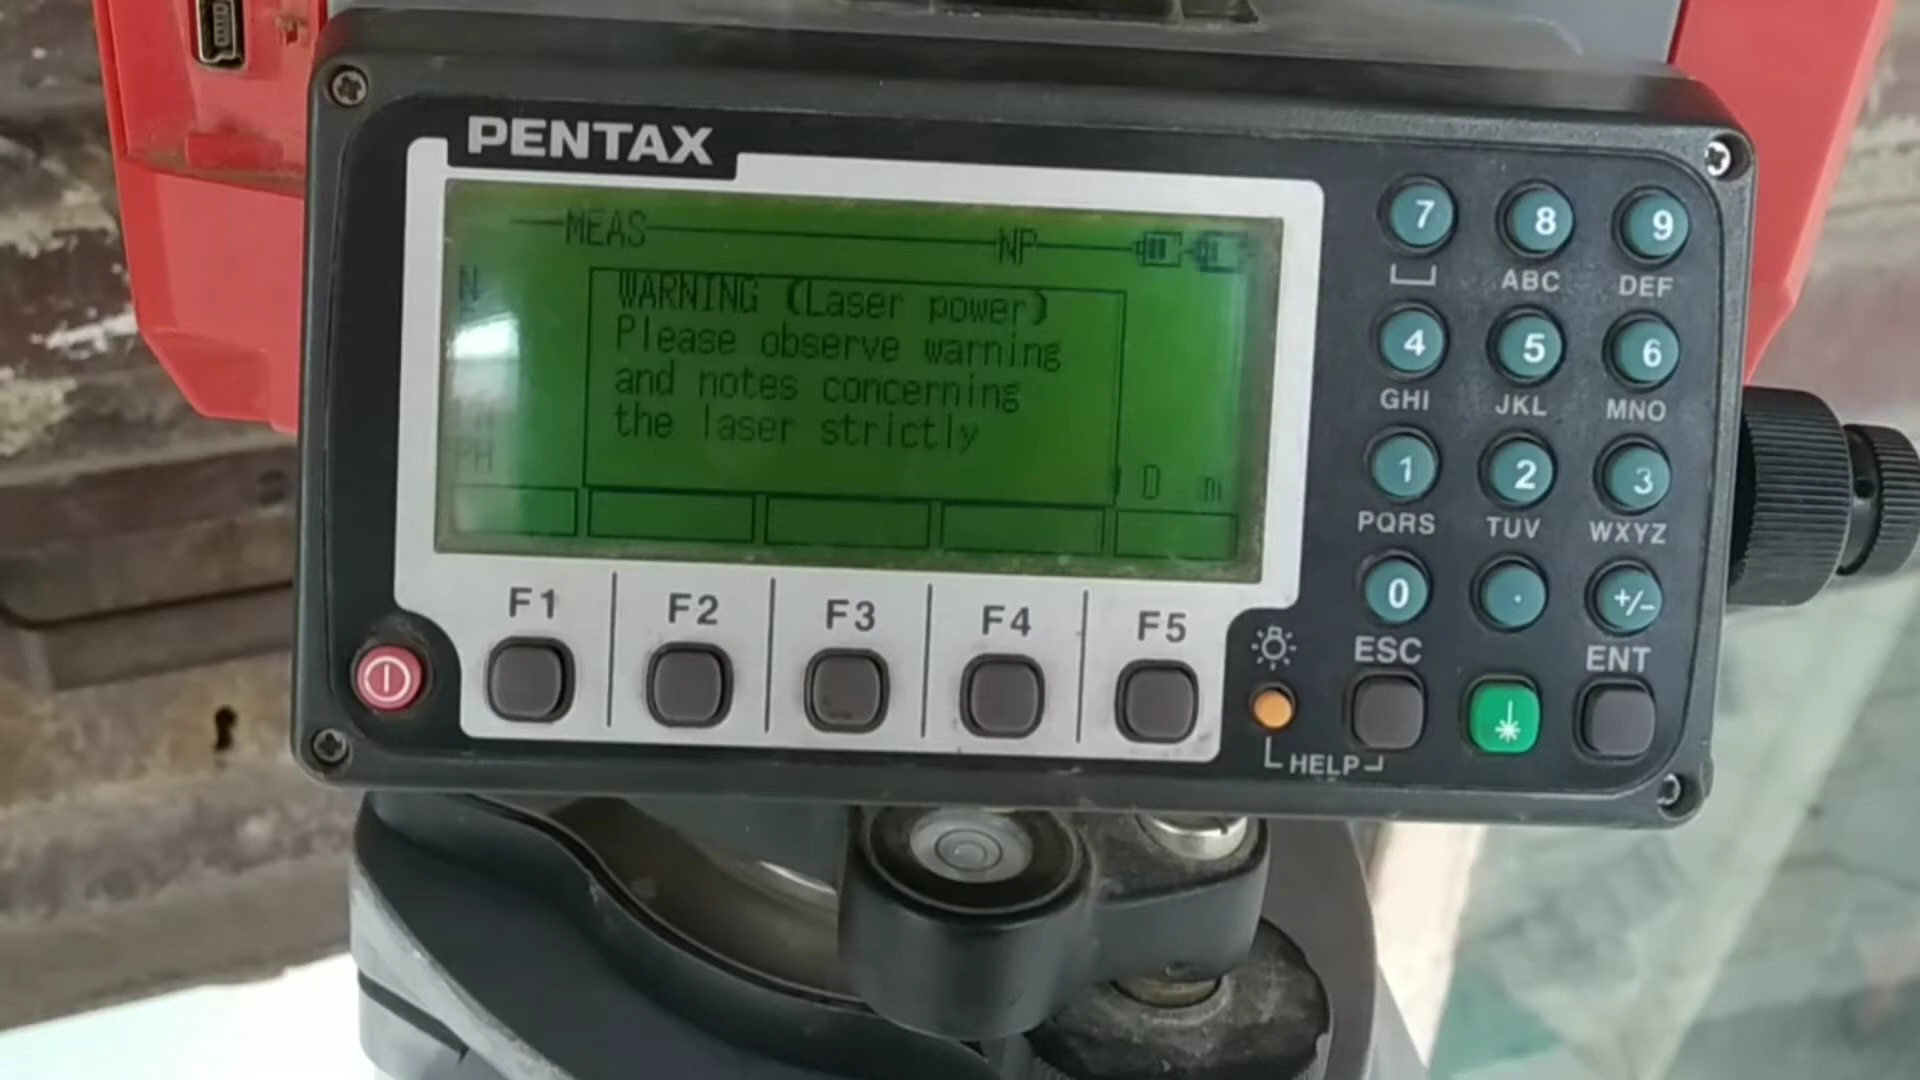 PENTAX
MEAS NP
N
WARNING (Laser power)
Please observe warning
and notes concerning
the laser strictly
PH
0 m
F1 F2 F3 F4 F5
7 8 9
ABC DEF
4 5 6
GHI JKL MNO
1 2 3
PQRS TUV WXYZ
0 . +/-
ESC ENT
HELP